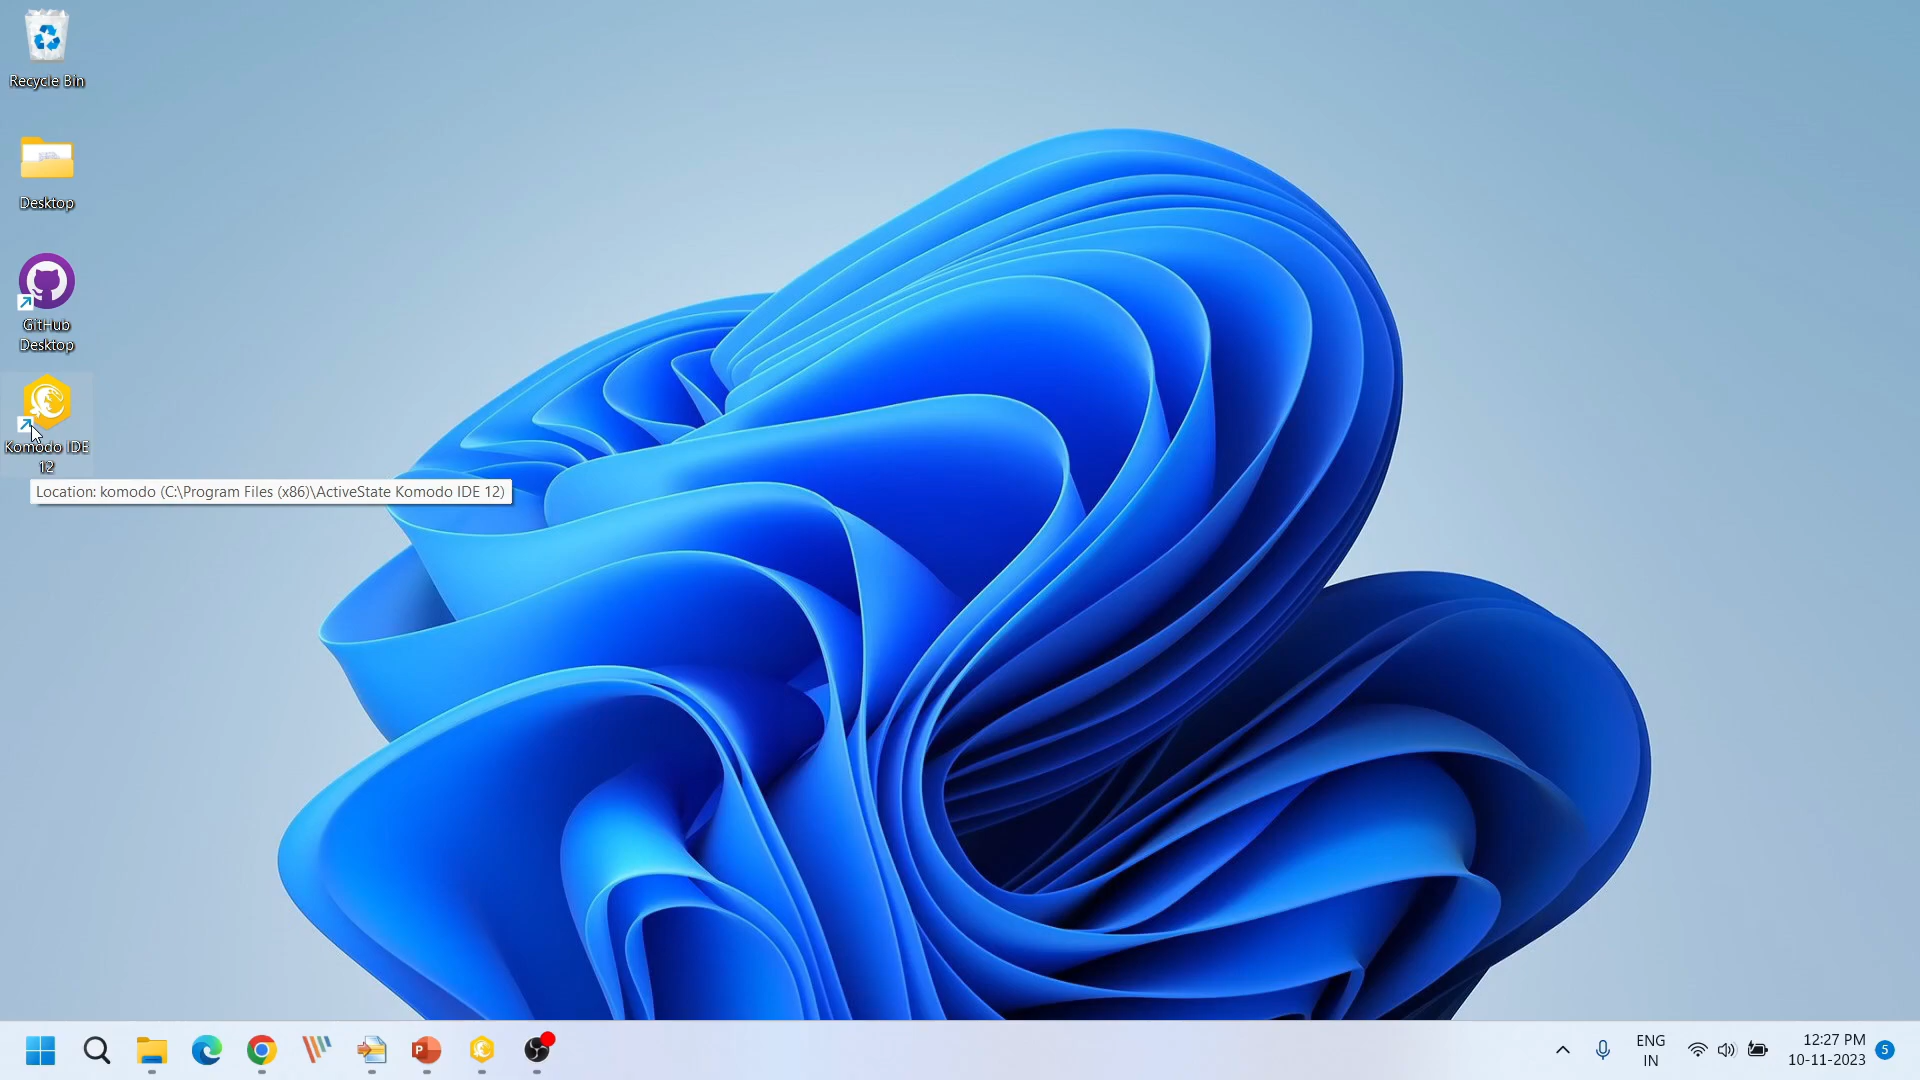 Recycle Bin
Desktop
GitHub
Desktop
Komodo IDE
12
Location: komodo (C:\Program Files (x86)\ActiveState Komodo IDE 12)
P
ENG
IN
12:27 PM
10-11-2023
5